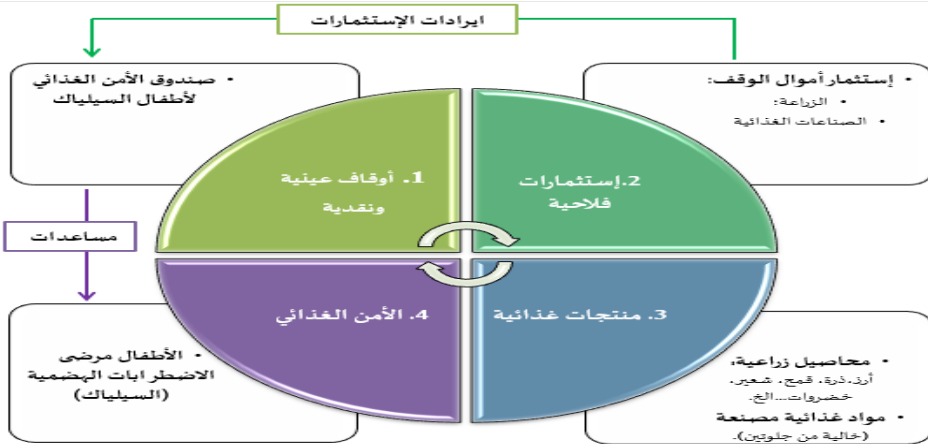 ايرادات الإستثمارات
صندوق الأمن الغذائي
لأطفال السيلياك
إستثمار أموال الوقف:
الزراعة؛
الصناعات الغذائية
1. أوقاف عينية
ونقدية
2.إستثمارات
فلاحية
مساعدات
3. منتجات غذائية
4. الأمن الغذائي
الأطفال مرضى
الاضطرابات الهضمية
(السيلياك)
محاصيل زراعية،
أرز،ذرة، قمح، شعير،
خضروات...الخ.
مواد غذائية مصنعة
(خالية من جلوتين).